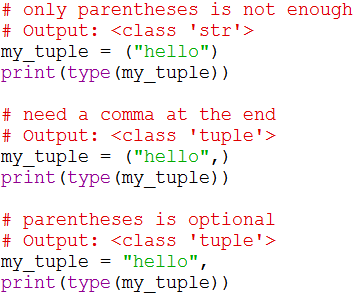 # only parentheses is not enough
# Output: <class 'str'>
my_tuple = ("hello")
print(type(my_tuple))

# need a comma at the end
# Output: <class 'tuple'>
my_tuple = ("hello",)
print(type(my_tuple))

# parentheses is optional
# Output: <class 'tuple'>
my_tuple = "hello",
print(type(my_tuple))